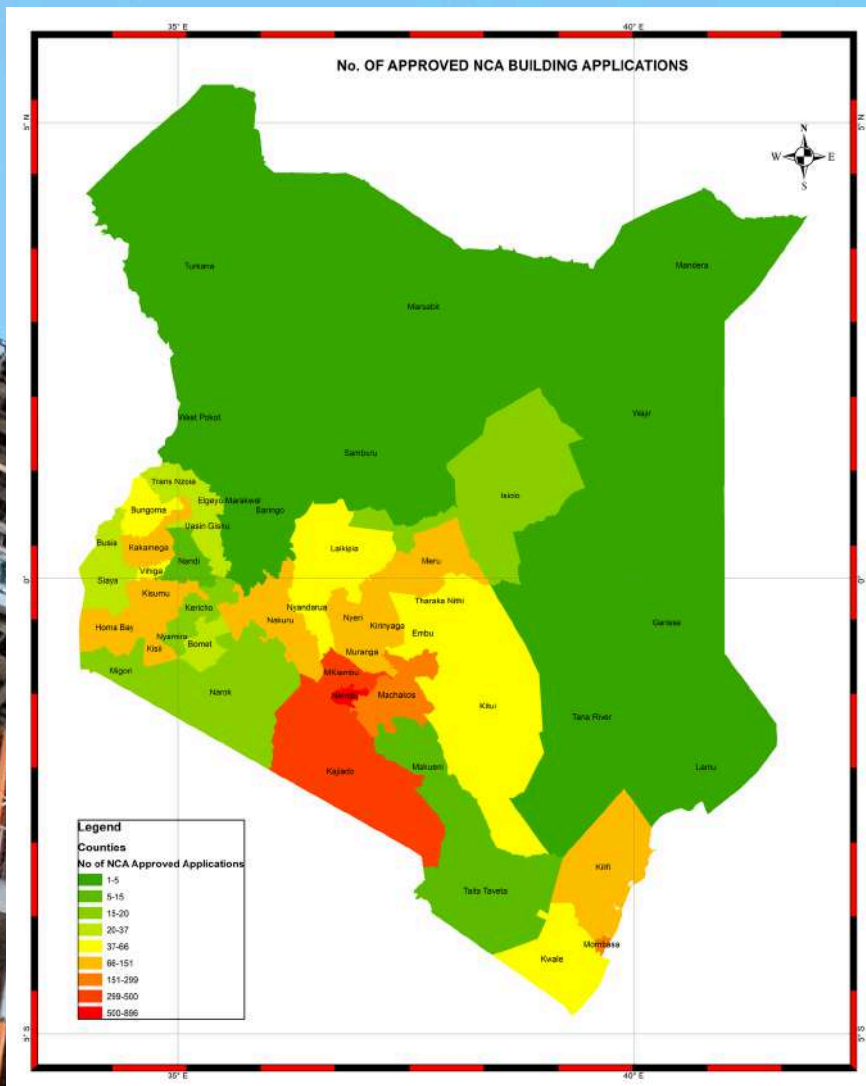 35° E
40° E
No. OF APPROVED NCA BUILDING APPLICATIONS
5° N
5° N
N
W
E
S
Turkana
Mandera
Marsabit
West Pokot
Wajir
Samburu
Trans Nzoia
Elgeyo Marakwet
Isiolo
Bungoma
Baringo
Uasin Gishu
Busia
Kakamega
Laikipia
Nandi
Meru
Vihiga
0°
0°
Siaya
Kisumu
Tharaka Nithi
Kericho
Nyandarua
Nyeri
Nakuru
Kirinyaga
Garissa
Homa Bay
Nyamira
Embu
Bomet
Kisii
Muranga
Migori
MKiambu
Narok
Nairobi
Machakos
Kitui
Tana River
Kajiado
Makueni
Lamu
Legend
Counties
No of NCA Approved Applications
1-5
5-15
15-20
20-37
37-66
66-151
151-299
299-500
500-896
Kilifi
Taita Taveta
Mombasa
Kwale
5° S
5° S
35° E
40° E